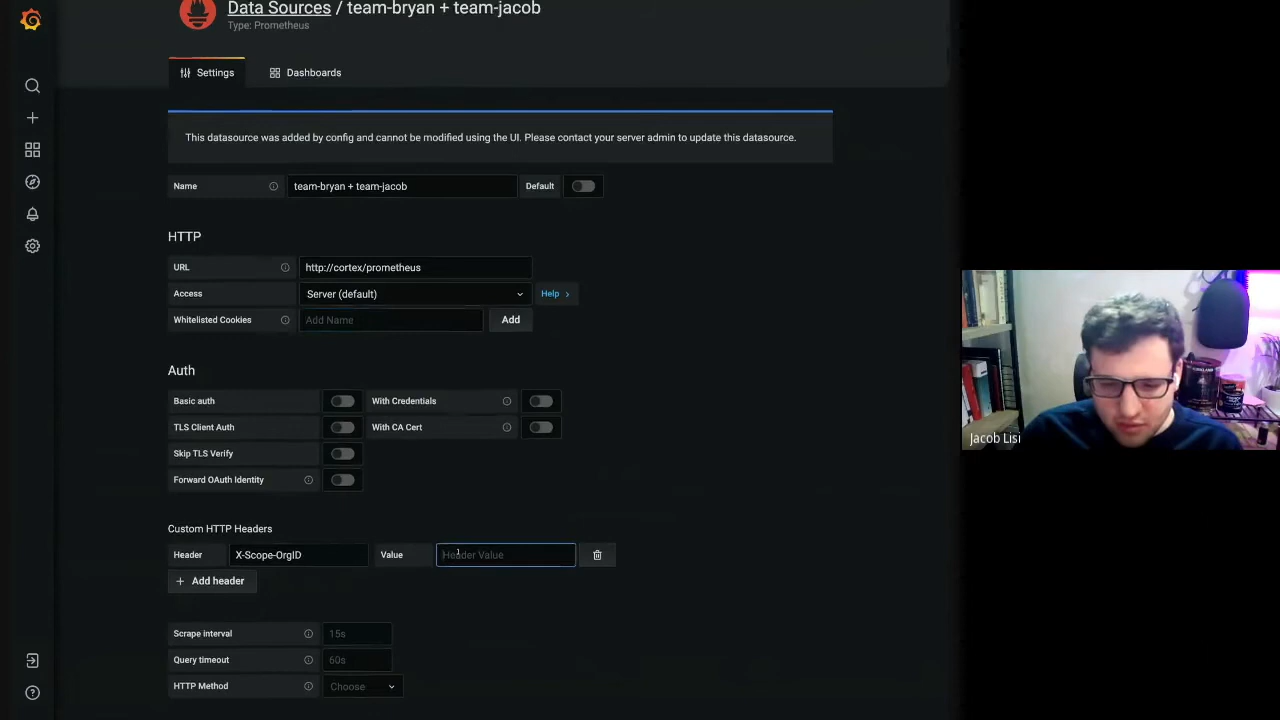 Data Sources / team-bryan + team-jacob
Type: Prometheus
Settings Dashboards
This datasource was added by config and cannot be modified using the UI. Please contact your server admin to update this datasource.
Name team-bryan + team-jacob Default
HTTP
URL http://cortex/prometheus
Access Server (default) Help >
Whitelisted Cookies Add Name Add
Auth
Basic auth With Credentials
TLS Client Auth With CA Cert
Skip TLS Verify
Forward OAuth Identity
Custom HTTP Headers
Header X-Scope-OrgID Value Header Value
+ Add header
Scrape interval 15s
Query timeout 60s
HTTP Method Choose
Jacob Lisi